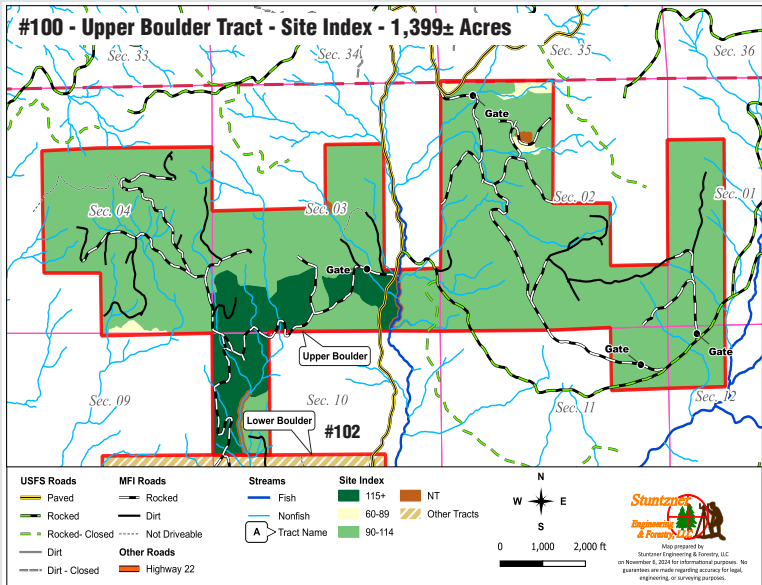 #100 - Upper Boulder Tract - Site Index - 1,399± Acres
Sec. 33
Sec. 34
Sec. 35
Sec. 36
Gate
Sec. 04
Sec. 03
Sec. 02
Sec. 01
Gate
Upper Boulder
Gate
Gate
Sec. 09
Sec. 10
Sec. 11
Sec. 12
Lower Boulder
#102
USFS Roads
Paved
Rocked
Rocked- Closed
Dirt
Dirt - Closed
MFI Roads
Rocked
Dirt
Not Driveable
Other Roads
Highway 22
Streams
Fish
Nonfish
A Tract Name
Site Index
115+
60-89
90-114
NT
Other Tracts
N
W E
S
0 1,000 2,000 ft
Stuntzner
Engineering
& Forestry, LLC
Map prepared by
Stuntzner Engineering & Forestry, LLC
on November 6, 2024 for informational purposes. No
guarantees are made regarding accuracy for legal,
engineering, or surveying purposes.